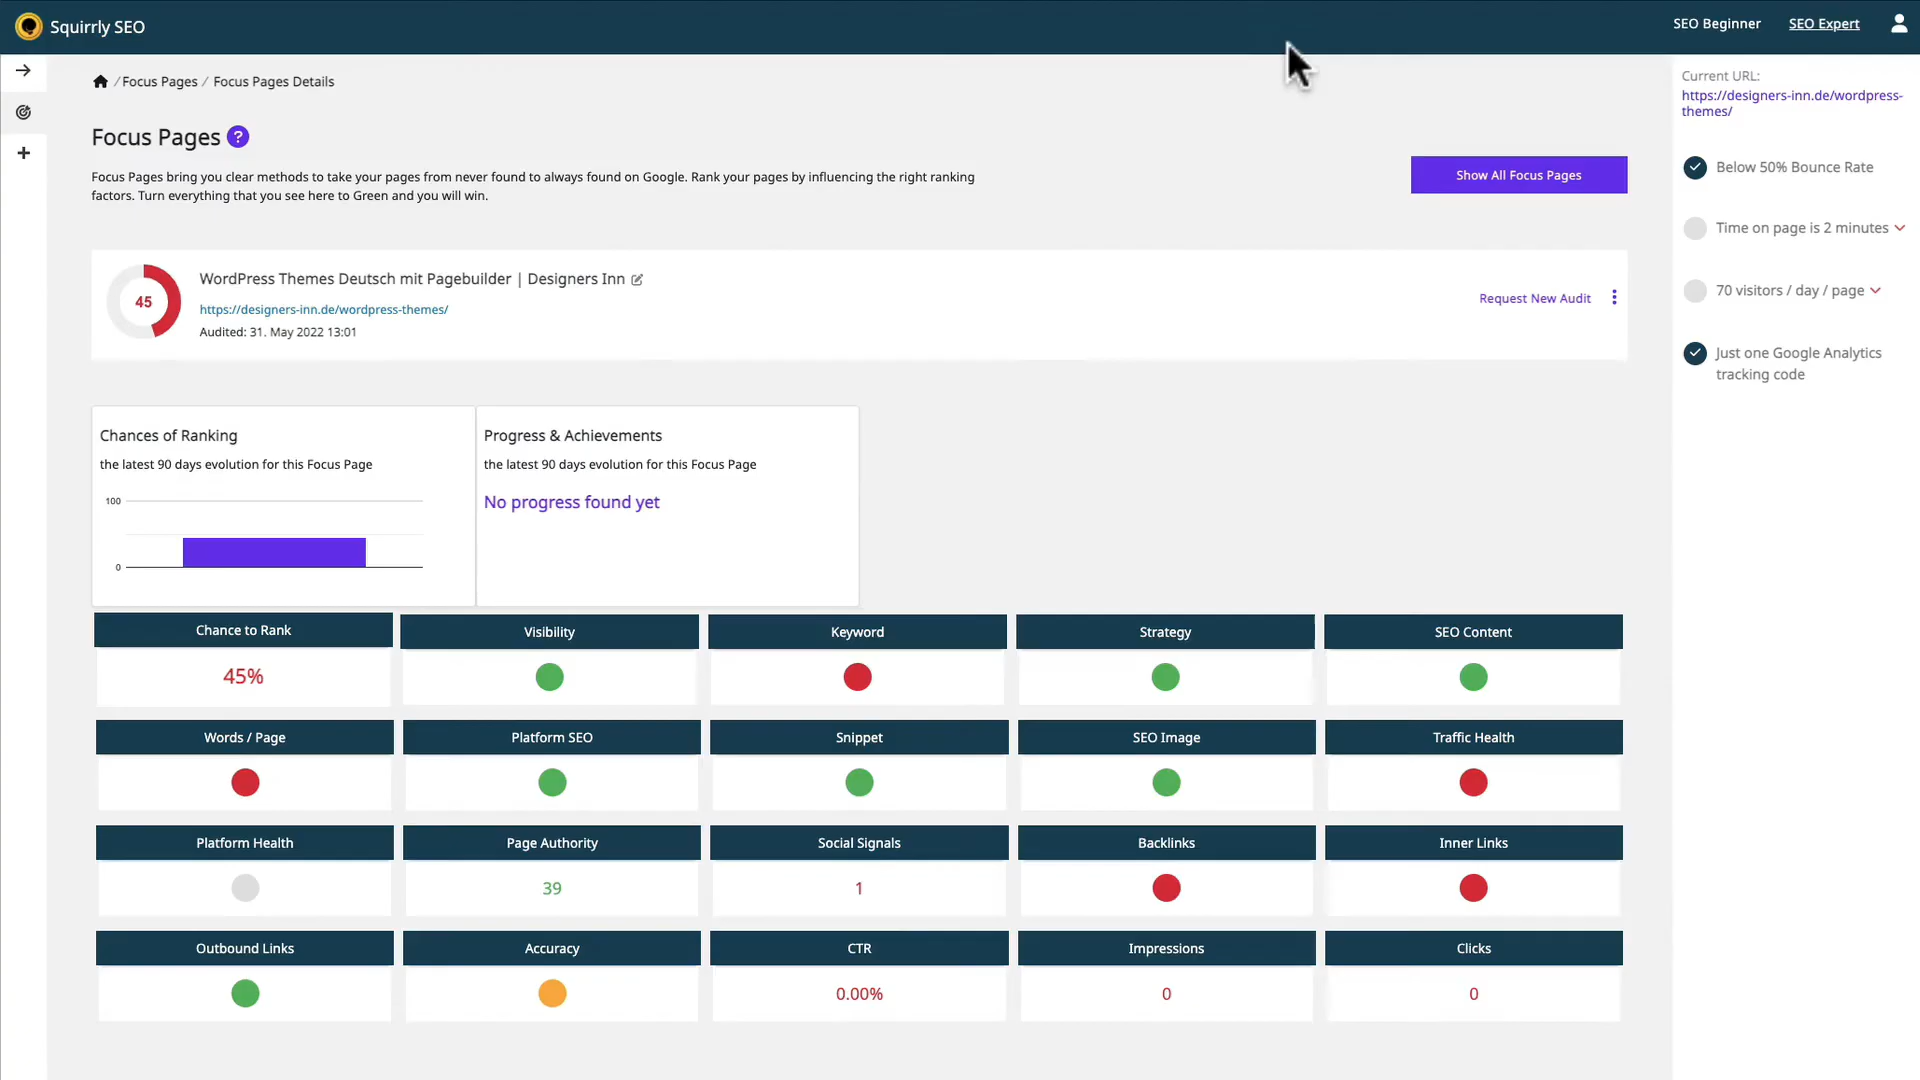 Squirrly SEO
SEO Beginner
SEO Expert
/ Focus Pages / Focus Pages Details
Focus Pages ?
Focus Pages bring you clear methods to take your pages from never found to always found on Google. Rank your pages by influencing the right ranking
factors. Turn everything that you see here to Green and you will win.
Show All Focus Pages
45
WordPress Themes Deutsch mit Pagebuilder | Designers Inn
https://designers-inn.de/wordpress-themes/
Audited: 31. May 2022 13:01
Request New Audit
Chances of Ranking
the latest 90 days evolution for this Focus Page
100
0
Progress & Achievements
the latest 90 days evolution for this Focus Page
No progress found yet
Chance to Rank
45%
Visibility
Keyword
Strategy
SEO Content
Words / Page
Platform SEO
Snippet
SEO Image
Traffic Health
Platform Health
Page Authority
39
Social Signals
1
Backlinks
Inner Links
Outbound Links
Accuracy
CTR
0.00%
Impressions
0
Clicks
0
Current URL:
https://designers-inn.de/wordpress-
themes/
Below 50% Bounce Rate
Time on page is 2 minutes
70 visitors / day / page
Just one Google Analytics
tracking code